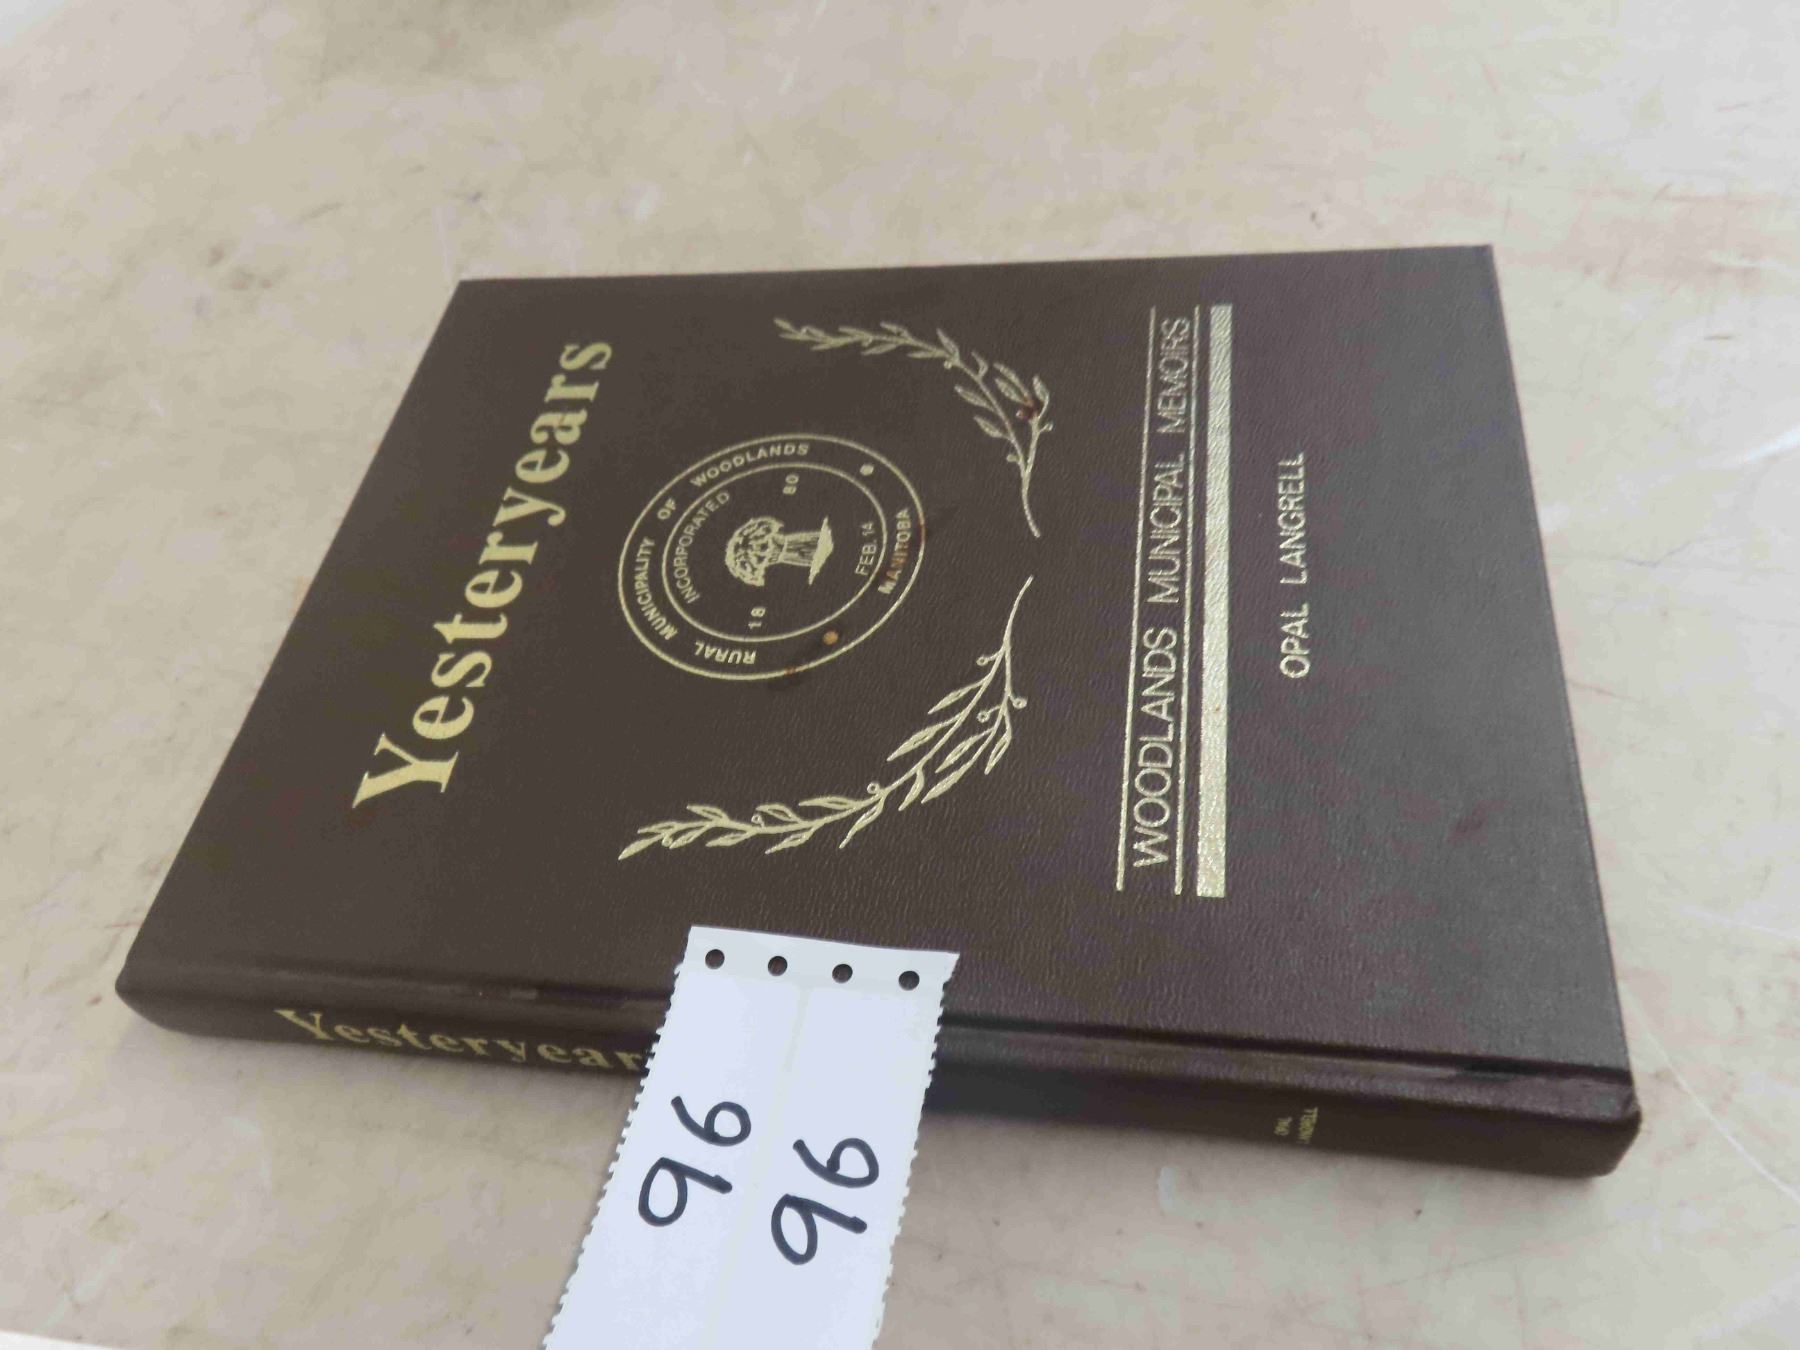 Yesteryears
RURAL MUNICIPALITY OF WOODLANDS
INCORPORATED
18 80
FEB. 14
MANITOBA
WOODLANDS MUNICIPAL MEMOIRS
OPAL LANGRELL
Yesteryear
OPAL
LANGRELL
96
96